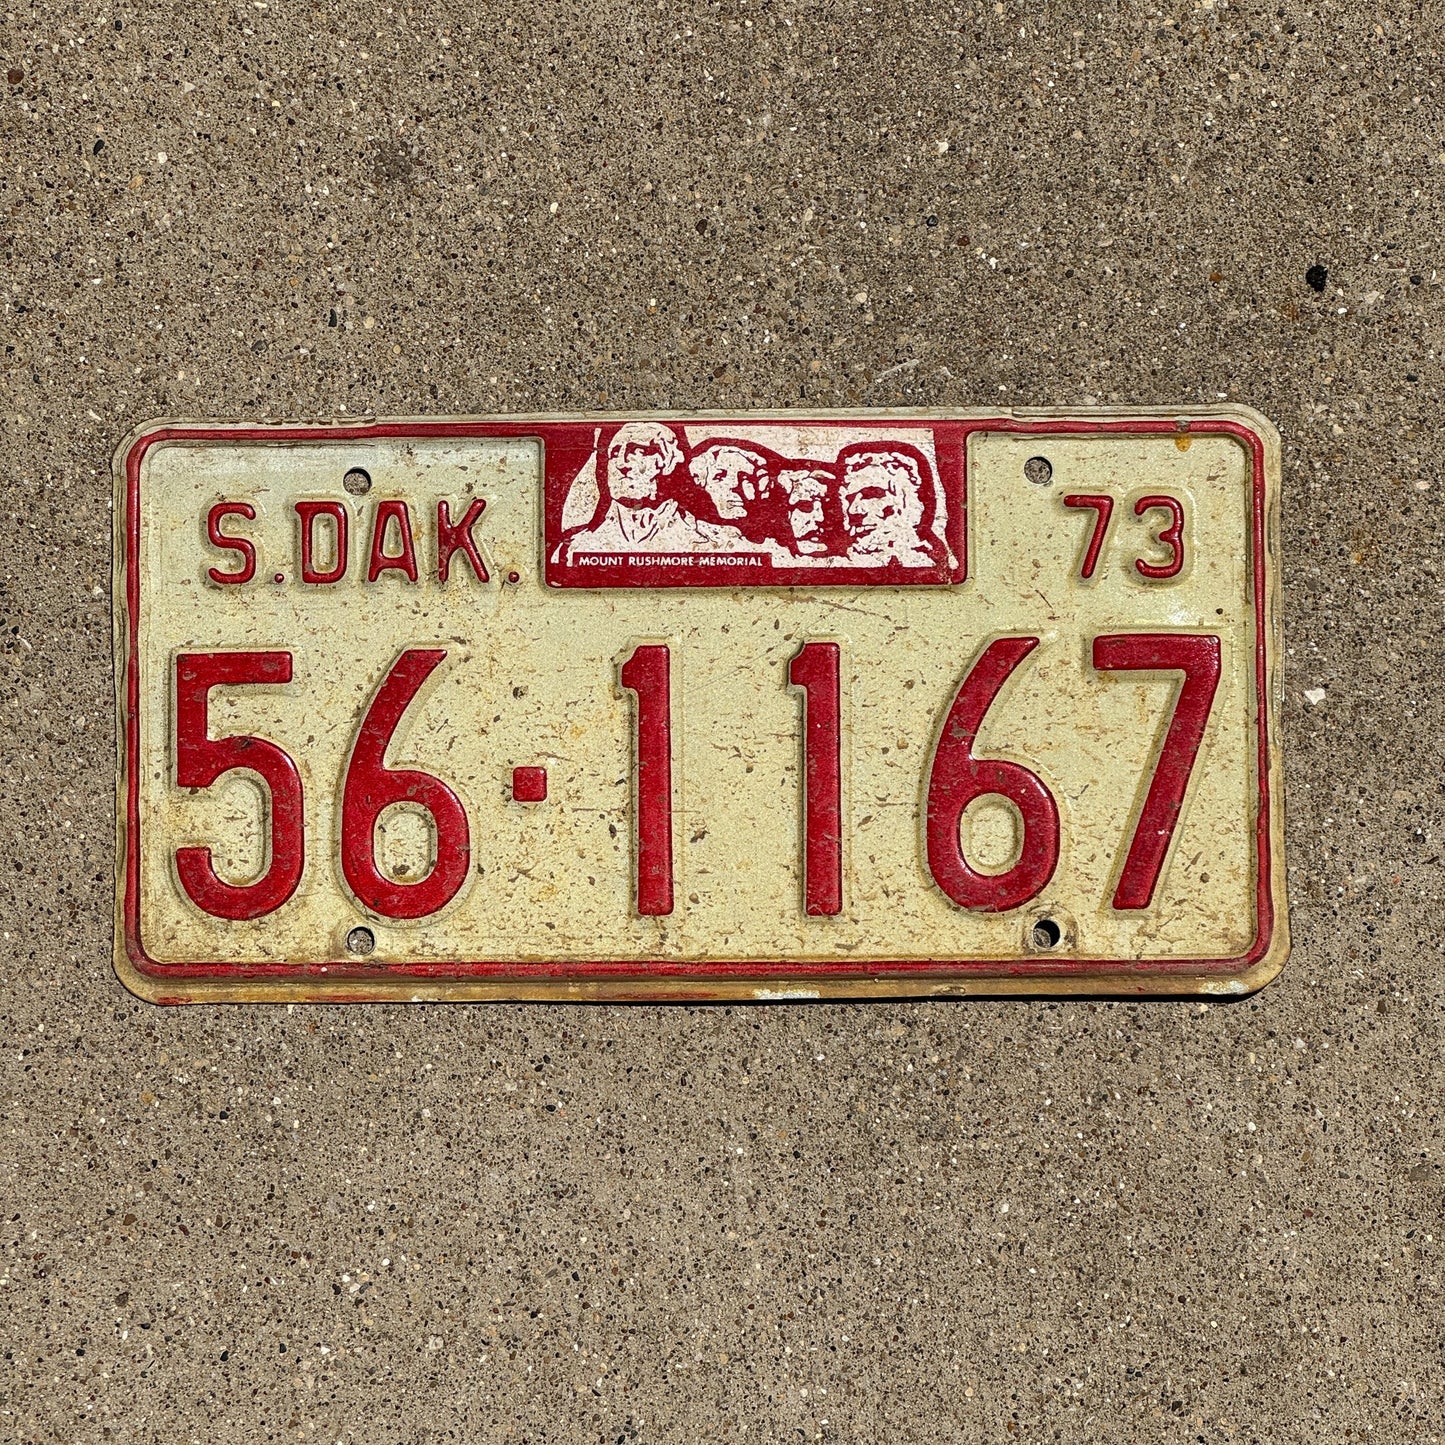 S.DAK. 73
MOUNT RUSHMORE MEMORIAL
56·1167